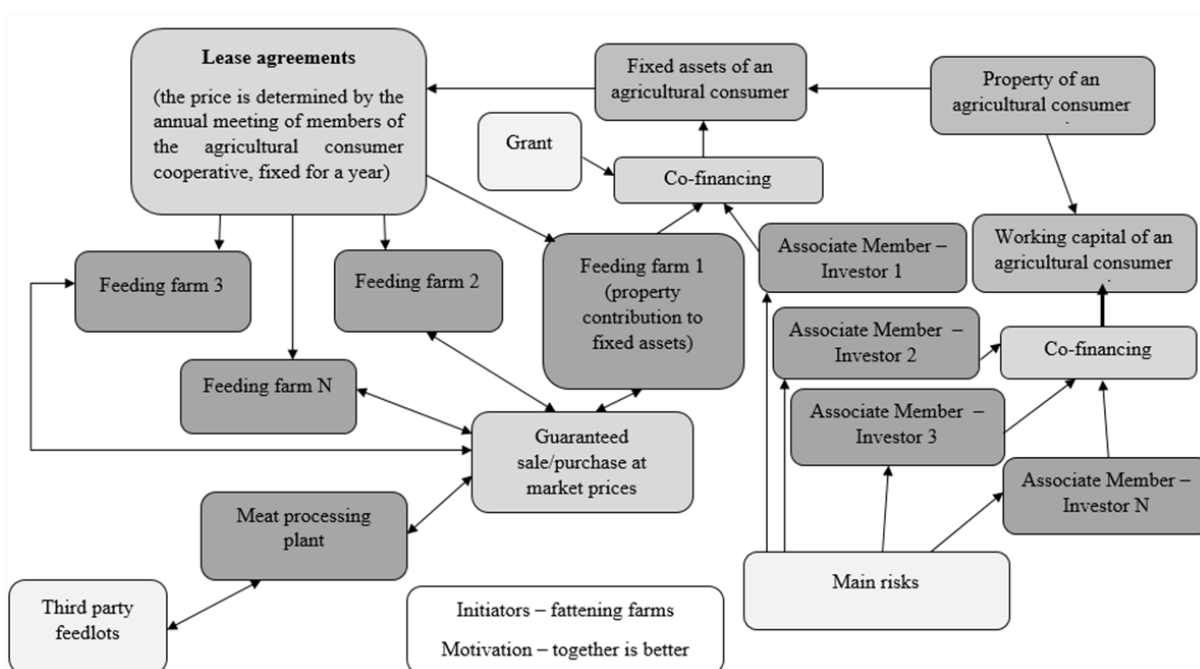 Lease agreements
(the price is determined by the
annual meeting of members of
the agricultural consumer
cooperative, fixed for a year)
Fixed assets of an
agricultural consumer
Property of an
agricultural consumer
Grant
Co-financing
Feeding farm 3
Feeding farm 2
Feeding farm 1
(property
contribution to
fixed assets)
Associate Member –
Investor 1
Working capital of an
agricultural consumer
Associate Member –
Investor 2
Co-financing
Feeding farm N
Associate Member –
Investor 3
Guaranteed
sale/purchase at
market prices
Associate Member –
Investor N
Meat processing
plant
Main risks
Third party
feedlots
Initiators – fattening farms
Motivation – together is better